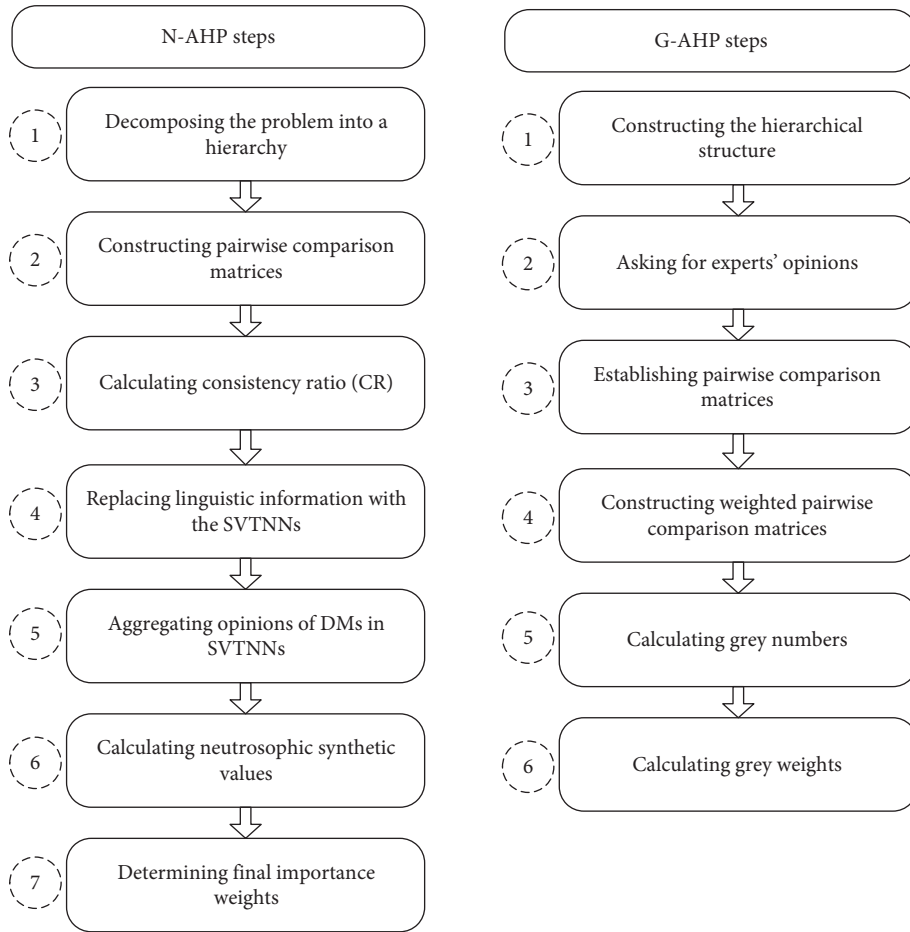 N-AHP steps
1
Decomposing the problem into a
hierarchy
2
Constructing pairwise comparison
matrices
3
Calculating consistency ratio (CR)
4
Replacing linguistic information with
the SVTNNs
5
Aggregating opinions of DMs in
SVTNNs
6
Calculating neutrosophic synthetic
values
7
Determining final importance
weights
G-AHP steps
1
Constructing the hierarchical
structure
2
Asking for experts’ opinions
3
Establishing pairwise comparison
matrices
4
Constructing weighted pairwise
comparison matrices
5
Calculating grey numbers
6
Calculating grey weights